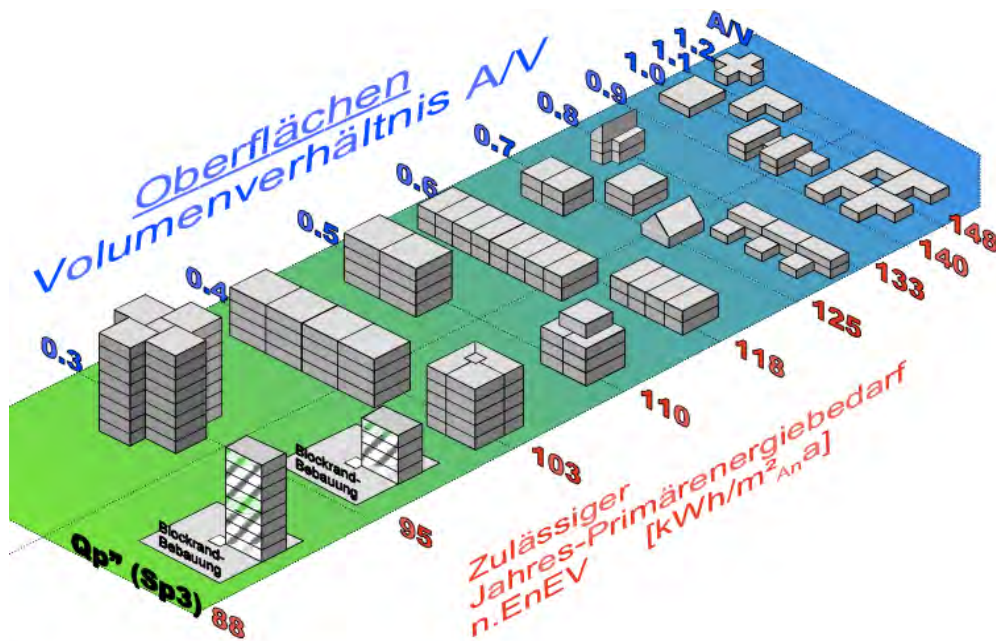 Oberflächen
Volumenverhältnis A/V
A/V
1.2
1.1
1.0
0.9
0.8
0.7
0.6
0.5
0.4
0.3
Blockrand-
Bebauung
Blockrand-
Bebauung
Qp” (Sp3)
88
95
103
110
118
125
133
140
148
Zulässiger
Jahres-Primärenergiebedarf
n.EnEV [kWh/m²Ana]